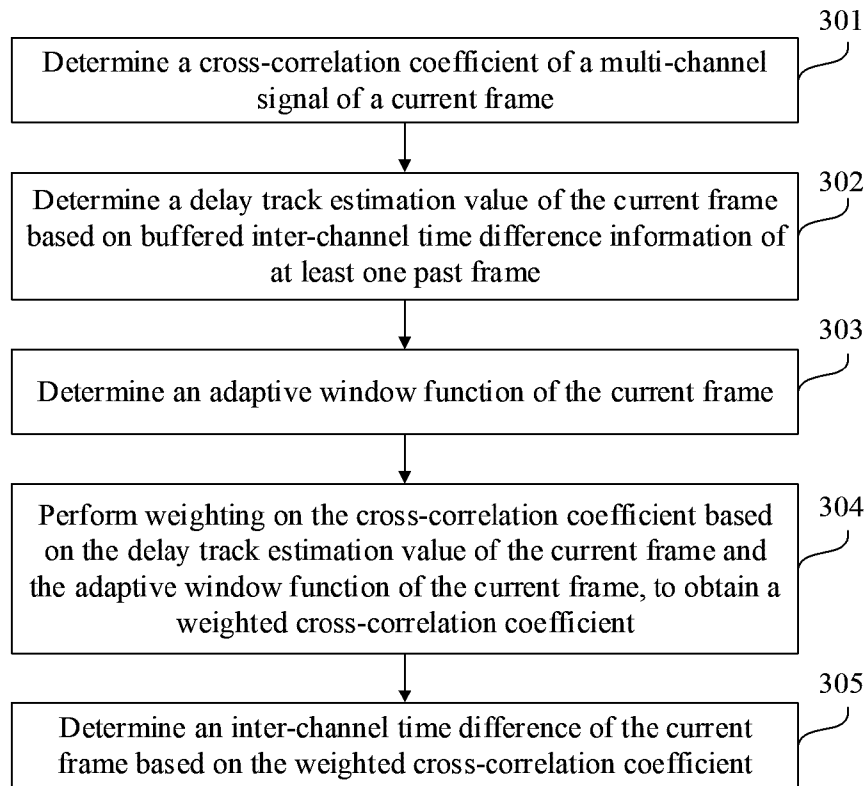 301
Determine a cross-correlation coefficient of a multi-channel
signal of a current frame
302
Determine a delay track estimation value of the current frame
based on buffered inter-channel time difference information of
at least one past frame
303
Determine an adaptive window function of the current frame
304
Perform weighting on the cross-correlation coefficient based
on the delay track estimation value of the current frame and
the adaptive window function of the current frame, to obtain a
weighted cross-correlation coefficient
305
Determine an inter-channel time difference of the current
frame based on the weighted cross-correlation coefficient